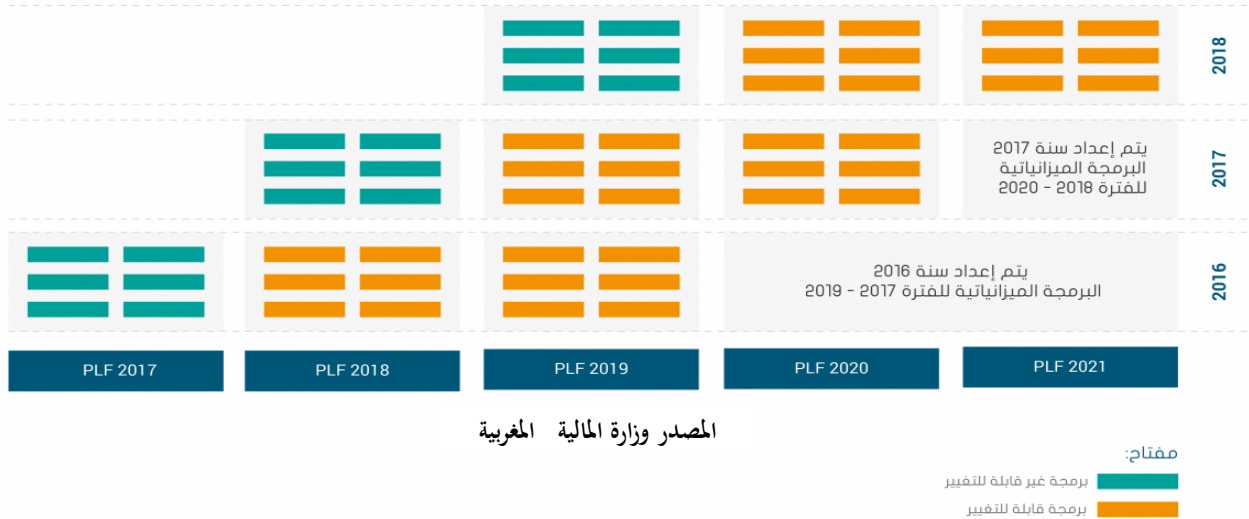 2018
يتم إعداد سنة 2017
البرمجة الميزانياتية
للفترة 2018 - 2020
2017
يتم إعداد سنة 2016
البرمجة الميزانياتية للفترة 2017 - 2019
2016
PLF 2017
PLF 2018
PLF 2019
PLF 2020
PLF 2021
المصدر وزارة المالية المغربية
مفتاح:
برمجة غير قابلة للتغيير
برمجة قابلة للتغيير